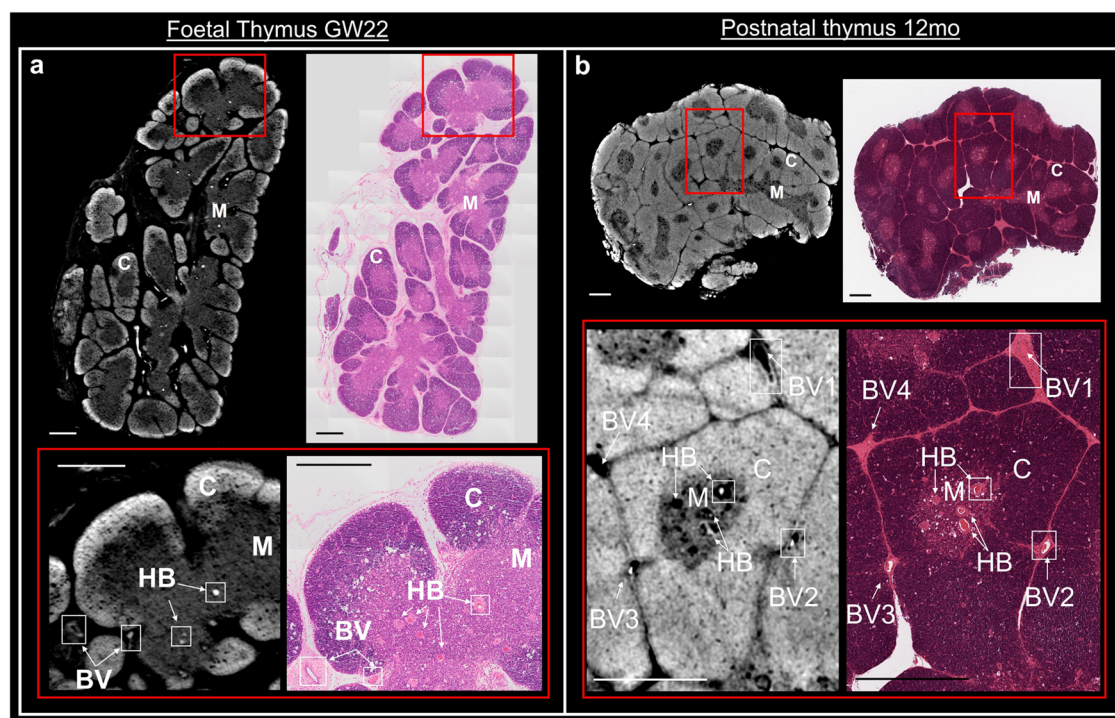 Foetal Thymus GW22
Postnatal thymus 12mo
a
M
C
M
C
b
C
M
C
M
C
M
HB
BV
C
M
HB
BV
BV1
BV4
HB
C
M
HB
BV2
BV3
BV1
BV4
HB
C
M
HB
BV2
BV3